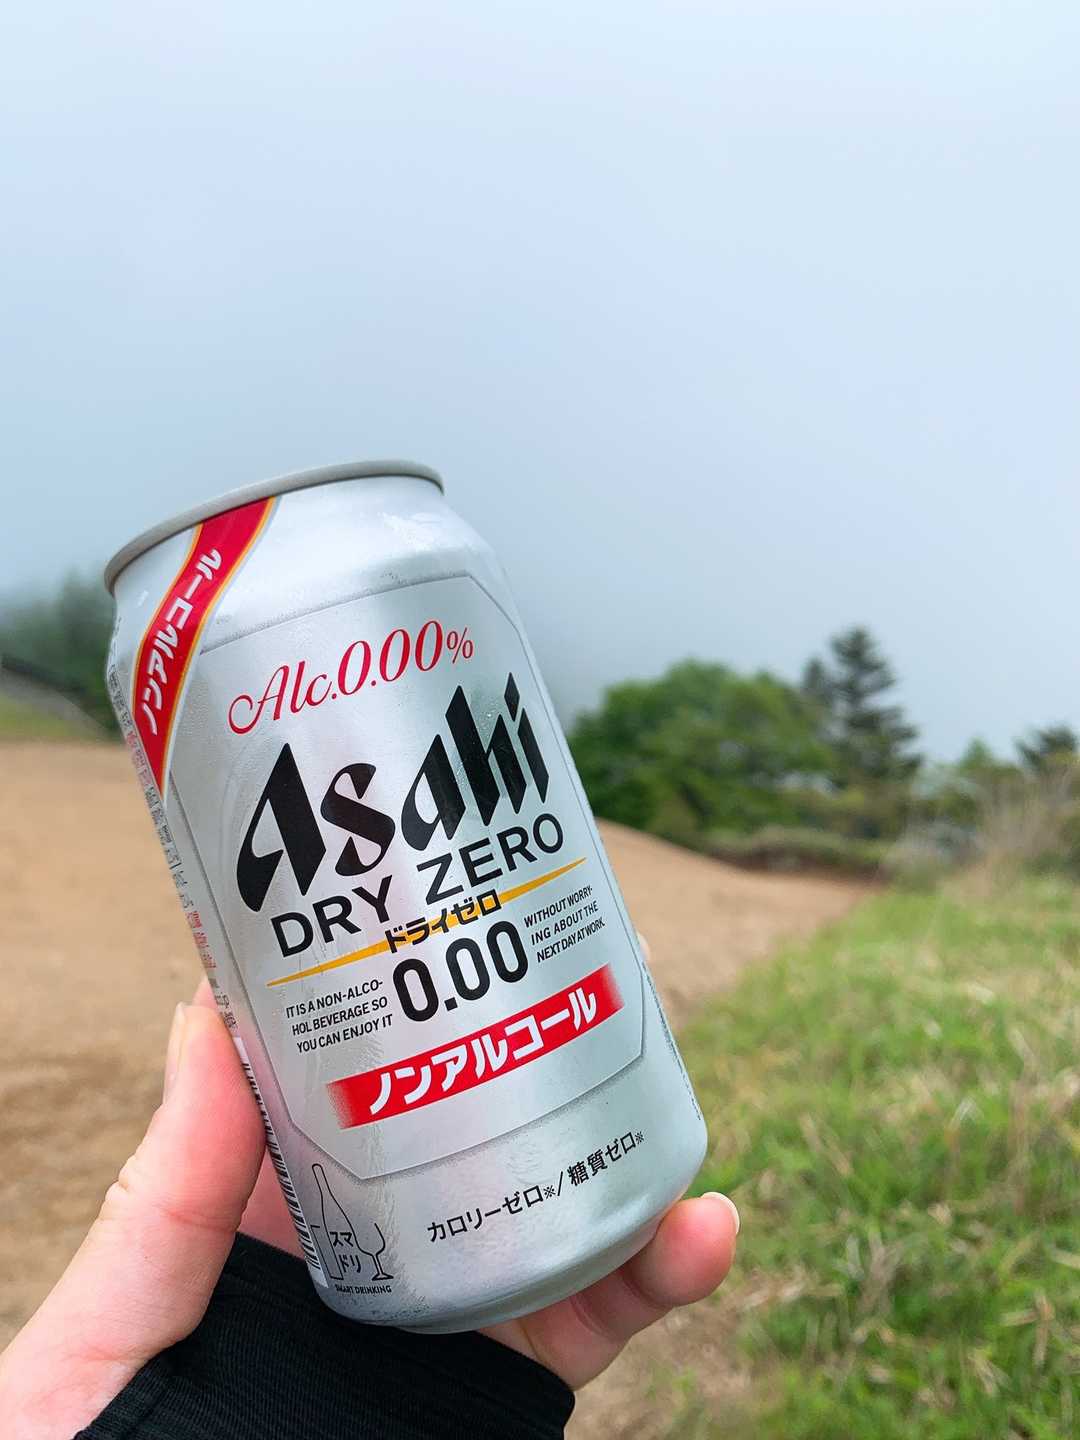 ノンアルコール
Alc.0.00%
Asahi
DRY ZERO
ドライゼロ
0.00
IT IS A NON-ALCO-
HOL BEVERAGE SO
YOU CAN ENJOY IT
WITHOUT WORRY-
ING ABOUT THE
NEXT DAY AT WORK.
ノンアルコール
カロリーゼロ※/糖質ゼロ※
スマ
ドリ
SMART DRINKING